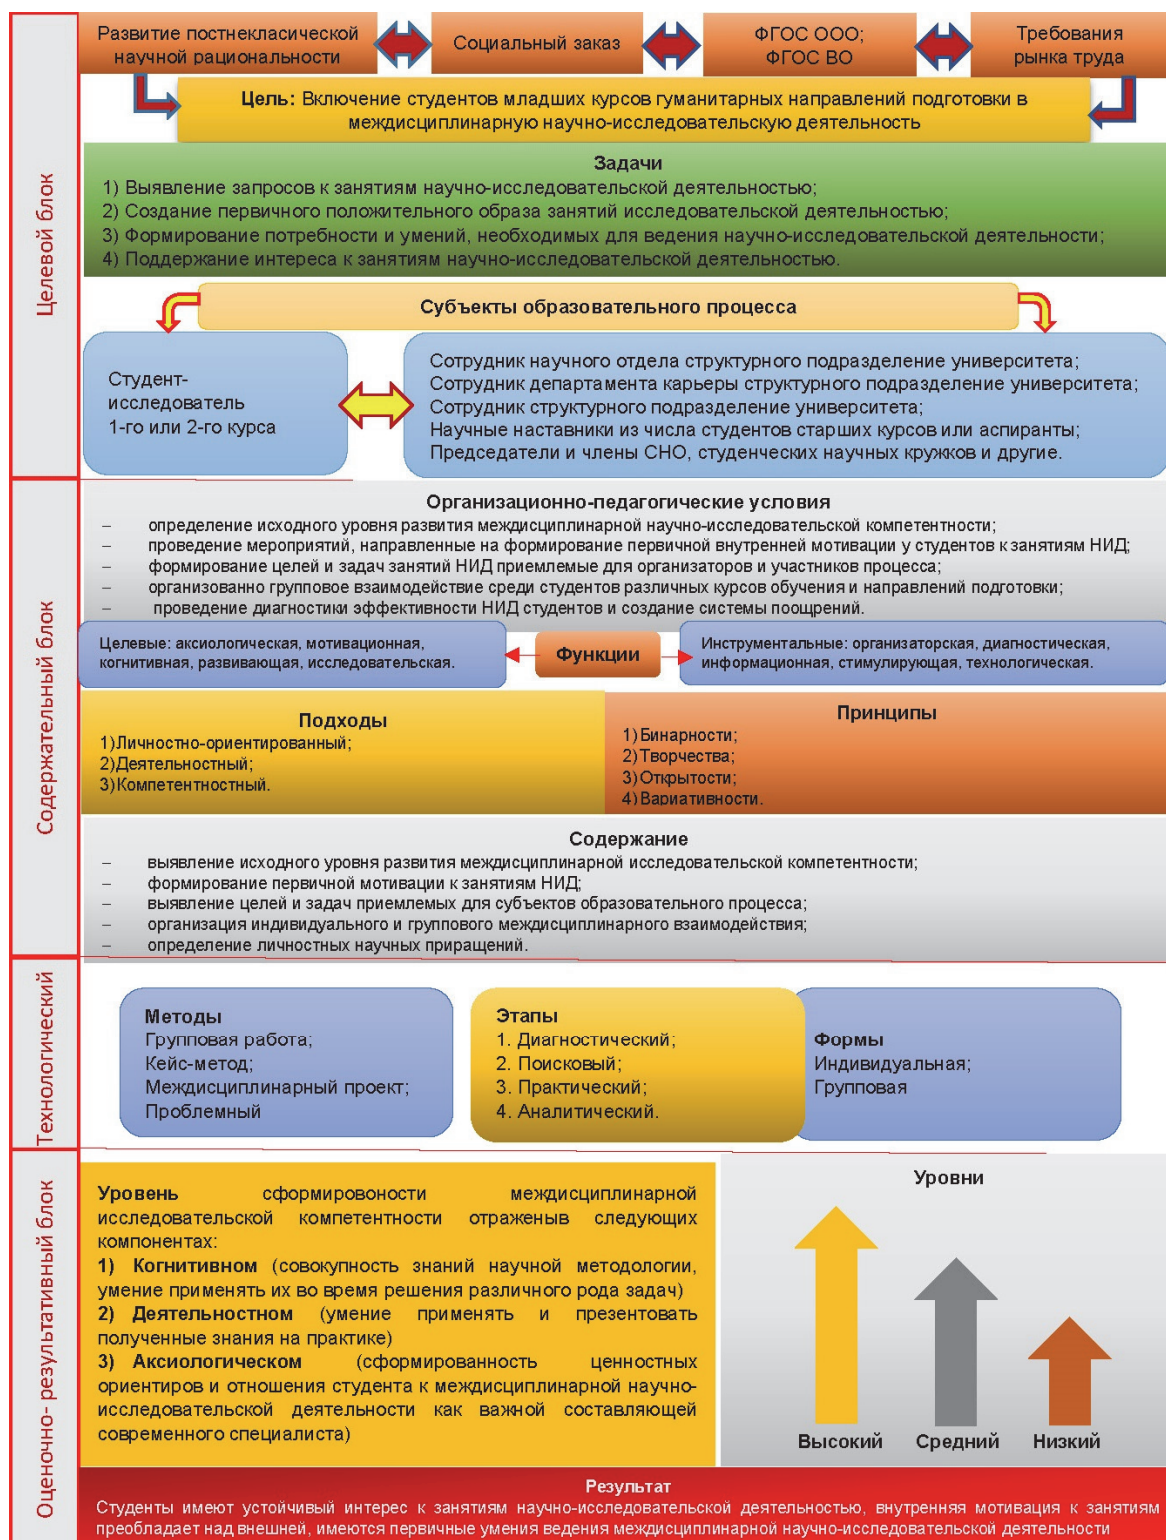 Развитие постнекласической
научной рациональности
Социальный заказ
ФГОС ООО;
ФГОС ВО
Требования
рынка труда
Цель: Включение студентов младших курсов гуманитарных направлений подготовки в
междисциплинарную научно-исследовательскую деятельность
Целевой блок
Задачи
1) Выявление запросов к занятиям научно-исследовательской деятельностью;
2) Создание первичного положительного образа занятий исследовательской деятельностью;
3) Формирование потребности и умений, необходимых для ведения научно-исследовательской деятельности;
4) Поддержание интереса к занятиям научно-исследовательской деятельностью.
Субъекты образовательного процесса
Студент-
исследователь
1-го или 2-го курса
Сотрудник научного отдела структурного подразделение университета;
Сотрудник департамента карьеры структурного подразделение университета;
Сотрудник структурного подразделение университета;
Научные наставники из числа студентов старших курсов или аспиранты;
Председатели и члены СНО, студенческих научных кружков и другие.
Содержательный блок
Организационно-педагогические условия
– определение исходного уровня развития междисциплинарной научно-исследовательской компетентности;
– проведение мероприятий, направленные на формирование первичной внутренней мотивации у студентов к занятиям НИД;
– формирование целей и задач занятий НИД приемлемые для организаторов и участников процесса;
– организованно групповое взаимодействие среди студентов различных курсов обучения и направлений подготовки;
– проведение диагностики эффективности НИД студентов и создание системы поощрений.
Целевые: аксиологическая, мотивационная,
когнитивная, развивающая, исследовательская.
Функции
Инструментальные: организаторская, диагностическая,
информационная, стимулирующая, технологическая.
Подходы
1)Личностно-ориентированный;
2)Деятельностный;
3)Компетентностный.
Принципы
1)Бинарности;
2)Творчества;
3)Открытости;
4)Вариативности.
Содержание
– выявление исходного уровня развития междисциплинарной исследовательской компетентности;
– формирование первичной мотивации к занятиям НИД;
– выявление целей и задач приемлемых для субъектов образовательного процесса;
– организация индивидуального и группового междисциплинарного взаимодействия;
– определение личностных научных приращений.
Технологический
Методы
Групповая работа;
Кейс-метод;
Междисциплинарный проект;
Проблемный
Этапы
1. Диагностический;
2. Поисковый;
3. Практический;
4. Аналитический.
Формы
Индивидуальная;
Групповая
Оценочно- результативный блок
Уровень сформировоности междисциплинарной
исследовательской компетентности отраженыв следующих
компонентах:
1) Когнитивном (совокупность знаний научной методологии,
умение применять их во время решения различного рода задач)
2) Деятельностном (умение применять и презентовать
полученные знания на практике)
3) Аксиологическом (сформированность ценностных
ориентиров и отношения студента к междисциплинарной научно-
исследовательской деятельности как важной составляющей
современного специалиста)
Уровни
Высокий
Средний
Низкий
Результат
Студенты имеют устойчивый интерес к занятиям научно-исследовательской деятельностью, внутренняя мотивация к занятиям
преобладает над внешней, имеются первичные умения ведения междисциплинарной научно-исследовательской деятельности